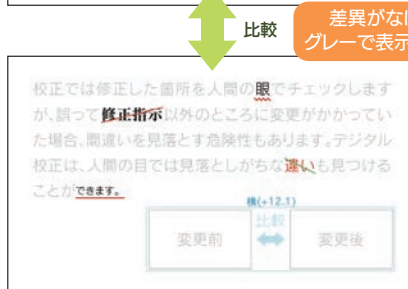 比較
差異がな
グレーで表示
校正では修正した箇所を人間の眼でチェックします
が、誤って修正指示以外のところに変更がかかってい
た場合、間違いを見落とす危険性もあります。デジタル
校正は、人間の目では見落としがちな違いも見つける
ことができます。
横(+12.1)
変更前 比較 変更後